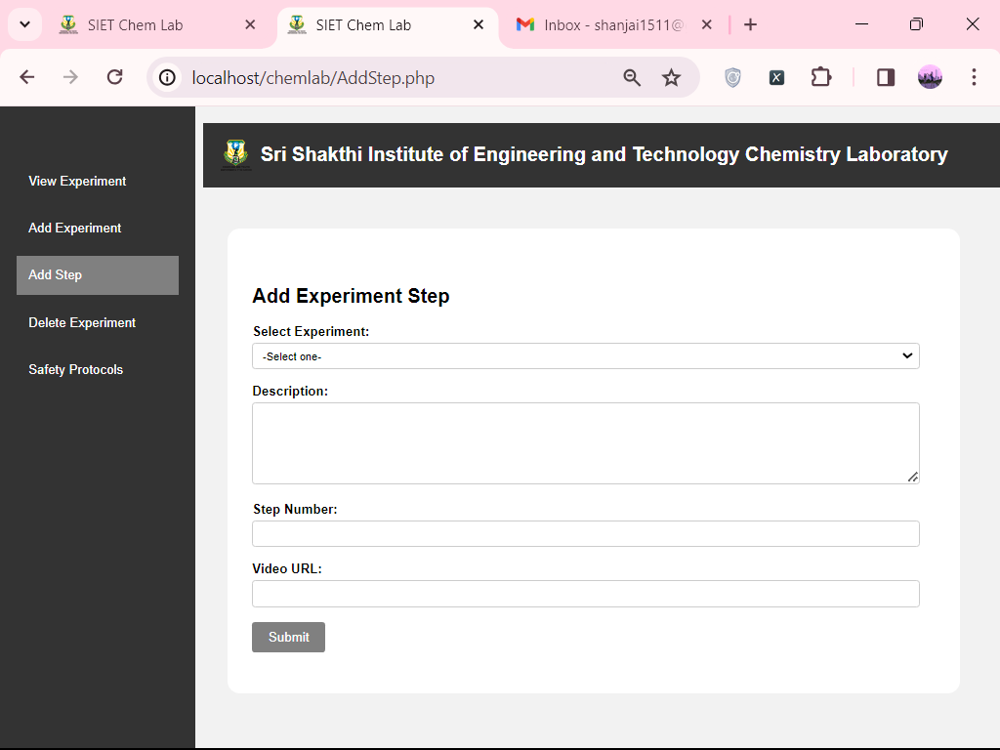 SIET Chem Lab
SIET Chem Lab
Inbox - shanjai1511@
localhost/chemlab/AddStep.php
View Experiment
Add Experiment
Add Step
Delete Experiment
Safety Protocols
Sri Shakthi Institute of Engineering and Technology Chemistry Laboratory
Add Experiment Step
Select Experiment:
-Select one-
Description:
Step Number:
Video URL:
Submit